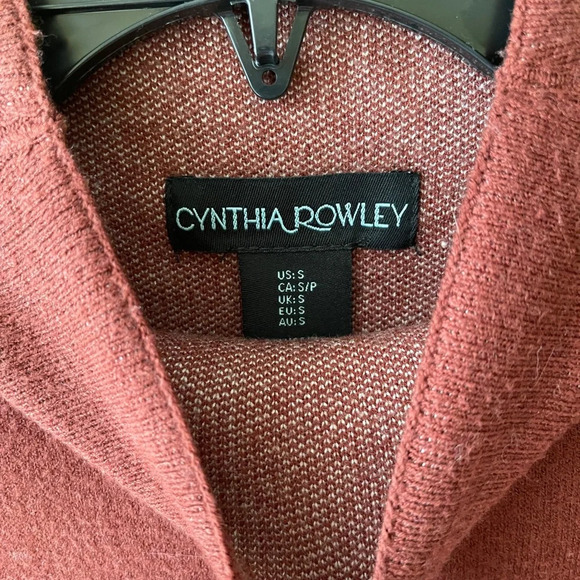 CYNTHIA ROWLEY
US: S
CA: S/P
UK: S
EU: S
AU: S